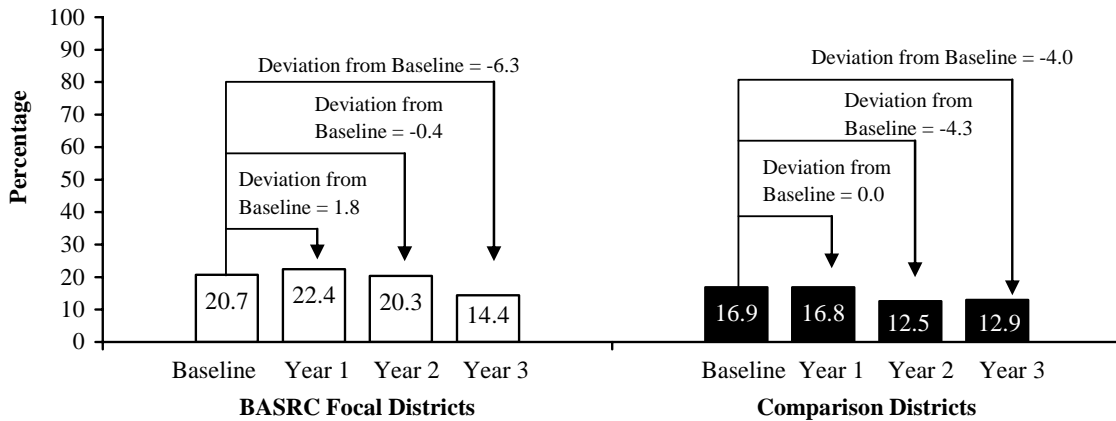 Percentage
100
90
80
70
60
50
40
30
20
10
0
Deviation from Baseline = -6.3
Deviation from
Baseline = -0.4
Deviation from
Baseline = 1.8
20.7
22.4
20.3
14.4
Baseline
Year 1
Year 2
Year 3
BASRC Focal Districts
Deviation from Baseline = -4.0
Deviation from
Baseline = -4.3
Deviation from
Baseline = 0.0
16.9
16.8
12.5
12.9
Baseline
Year 1
Year 2
Year 3
Comparison Districts